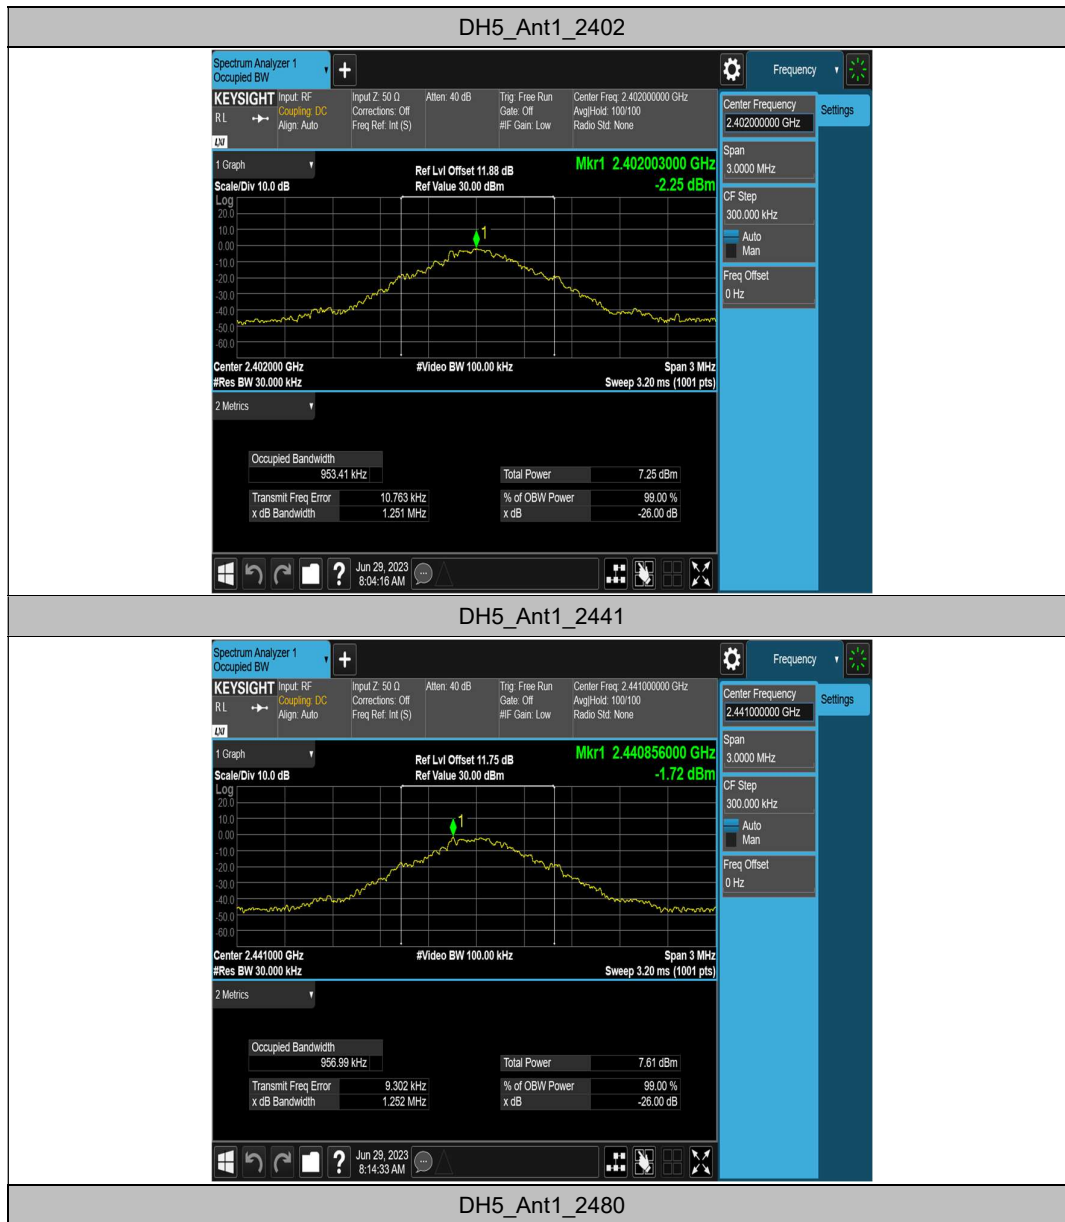 DH5_Ant1_2402
Spectrum Analyzer 1
Occupied BW
Frequency
KEYSIGHT
RL
LXI
Input: RF
Coupling: DC
Align: Auto
Input Z: 50 Ω
Corrections: Off
Freq Ref: Int (S)
Atten: 40 dB
Trig: Free Run
Gate: Off
#IF Gain: Low
Center Freq: 2.402000000 GHz
Avg|Hold: 100/100
Radio Std: None
Center Frequency
2.402000000 GHz
Settings
Span
3.0000 MHz
CF Step
300.000 kHz
Auto
Man
Freq Offset
0 Hz
1 Graph
Scale/Div 10.0 dB
Ref Lvl Offset 11.88 dB
Ref Value 30.00 dBm
Mkr1 2.402003000 GHz
-2.25 dBm
Log
20.0
10.0
0.00
-10.0
-20.0
-30.0
-40.0
-50.0
-60.0
1
Center 2.402000 GHz
#Res BW 30.000 kHz
#Video BW 100.00 kHz
Span 3 MHz
Sweep 3.20 ms (1001 pts)
2 Metrics
Occupied Bandwidth
953.41 kHz
Total Power 7.25 dBm
Transmit Freq Error 10.763 kHz
% of OBW Power 99.00 %
x dB Bandwidth 1.251 MHz
x dB -26.00 dB
?
Jun 29, 2023
8:04:16 AM
DH5_Ant1_2441
Spectrum Analyzer 1
Occupied BW
Frequency
KEYSIGHT
RL
LXI
Input: RF
Coupling: DC
Align: Auto
Input Z: 50 Ω
Corrections: Off
Freq Ref: Int (S)
Atten: 40 dB
Trig: Free Run
Gate: Off
#IF Gain: Low
Center Freq: 2.441000000 GHz
Avg|Hold: 100/100
Radio Std: None
Center Frequency
2.441000000 GHz
Settings
Span
3.0000 MHz
CF Step
300.000 kHz
Auto
Man
Freq Offset
0 Hz
1 Graph
Scale/Div 10.0 dB
Ref Lvl Offset 11.75 dB
Ref Value 30.00 dBm
Mkr1 2.440856000 GHz
-1.72 dBm
Log
20.0
10.0
0.00
-10.0
-20.0
-30.0
-40.0
-50.0
-60.0
1
Center 2.441000 GHz
#Res BW 30.000 kHz
#Video BW 100.00 kHz
Span 3 MHz
Sweep 3.20 ms (1001 pts)
2 Metrics
Occupied Bandwidth
956.99 kHz
Total Power 7.61 dBm
Transmit Freq Error 9.302 kHz
% of OBW Power 99.00 %
x dB Bandwidth 1.252 MHz
x dB -26.00 dB
?
Jun 29, 2023
8:14:33 AM
DH5_Ant1_2480